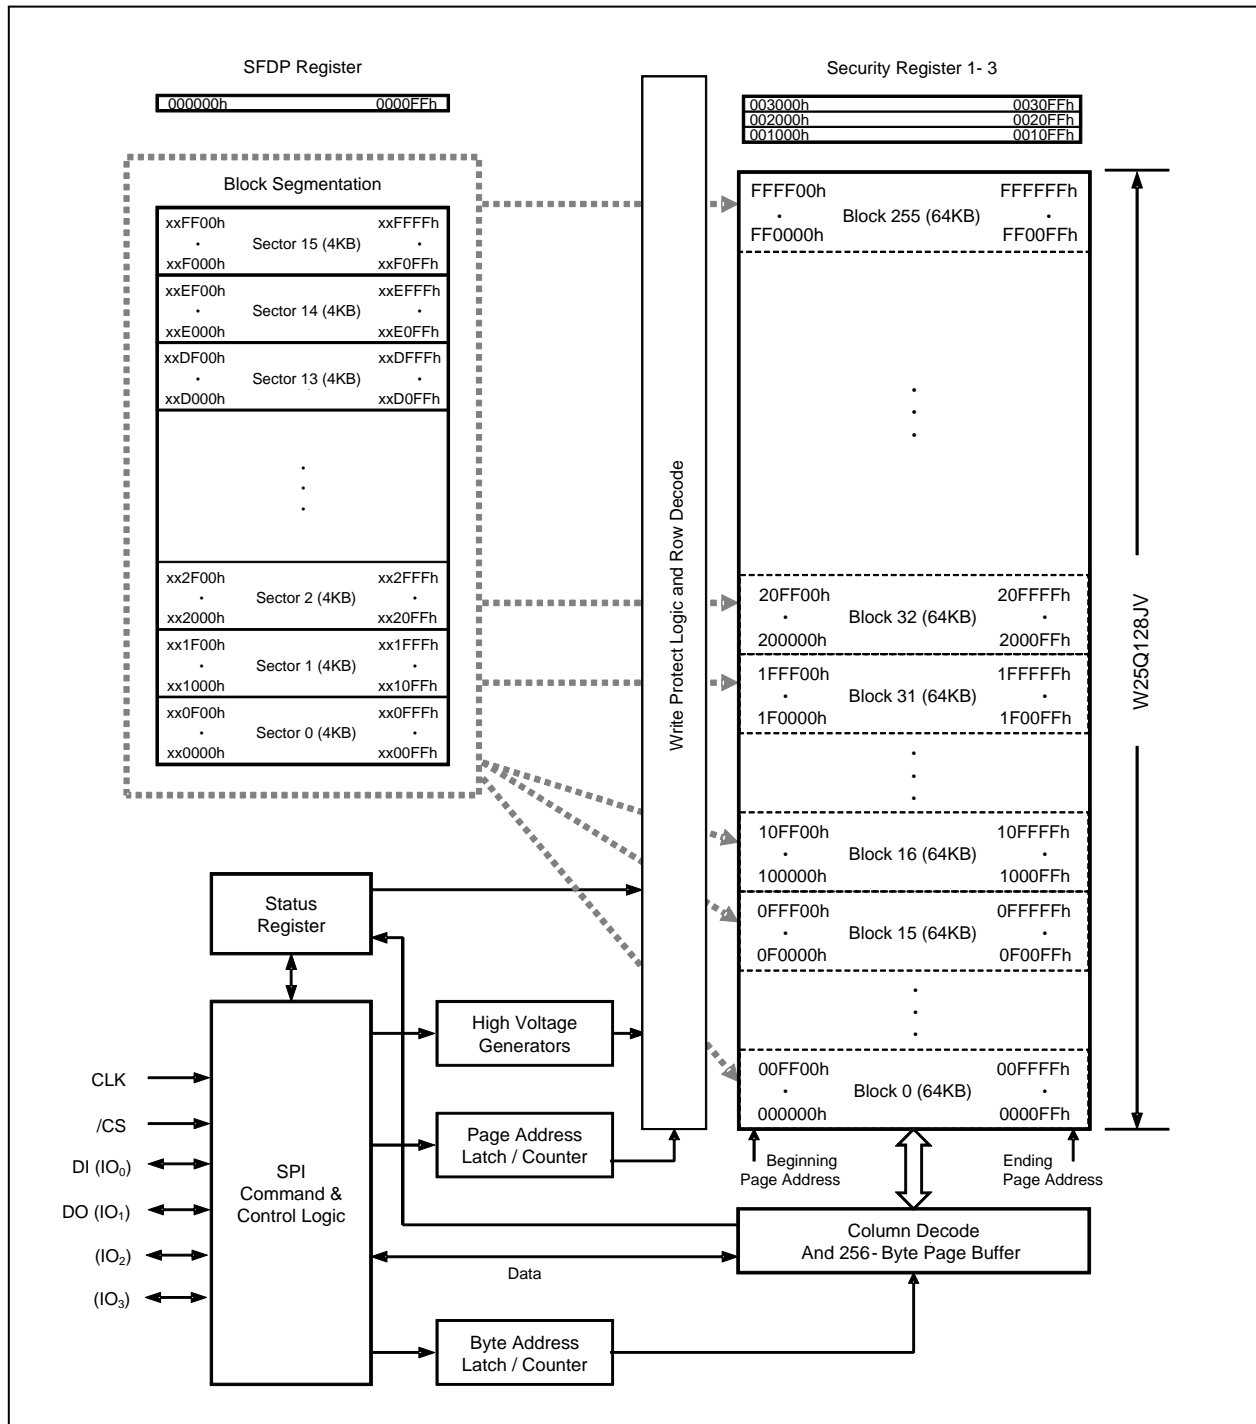 SFDP Register
000000h 0000FFh
Security Register 1- 3
003000h 0030FFh
002000h 0020FFh
001000h 0010FFh
Block Segmentation
xxFF00h xxFFFFh
· Sector 15 (4KB) ·
xxF000h xxF0FFh
xxEF00h xxEFFFh
· Sector 14 (4KB) ·
xxE000h xxE0FFh
xxDF00h xxDFFFh
· Sector 13 (4KB) ·
xxD000h xxD0FFh
xx2F00h xx2FFFh
· Sector 2 (4KB) ·
xx2000h xx20FFh
xx1F00h xx1FFFh
· Sector 1 (4KB) ·
xx1000h xx10FFh
xx0F00h xx0FFFh
· Sector 0 (4KB) ·
xx0000h xx00FFh
Write Protect Logic and Row Decode
FFFF00h FFFFFFh
· Block 255 (64KB) ·
FF0000h FF00FFh
20FF00h 20FFFFh
· Block 32 (64KB) ·
200000h 2000FFh
1FFF00h 1FFFFFh
· Block 31 (64KB) ·
1F0000h 1F00FFh
10FF00h 10FFFFh
· Block 16 (64KB) ·
100000h 1000FFh
0FFF00h 0FFFFFh
· Block 15 (64KB) ·
0F0000h 0F00FFh
00FF00h 00FFFFh
· Block 0 (64KB) ·
000000h 0000FFh
W25Q128JV
Beginning
Page Address
Ending
Page Address
Status
Register
High Voltage
Generators
Page Address
Latch / Counter
CLK
/CS
DI (IO0)
DO (IO1)
(IO2)
(IO3)
SPI
Command &
Control Logic
Column Decode
And 256- Byte Page Buffer
Data
Byte Address
Latch / Counter